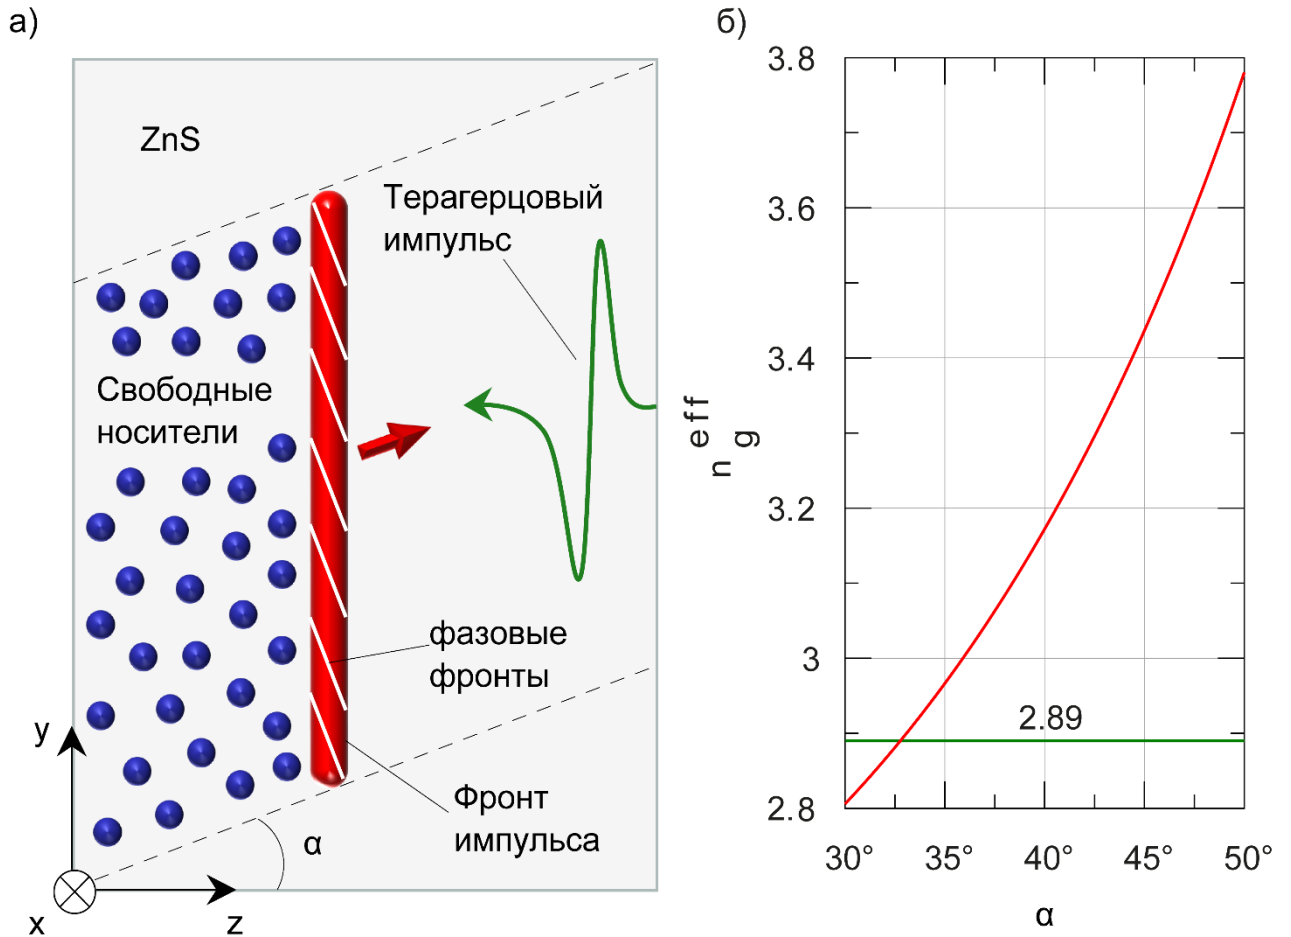 а)
ZnS
Терагерцовый
импульс
Свободные
носители
фазовые
фронты
Фронт
импульса
α
y
x
z
б)
n g eff
3.8
3.6
3.4
3.2
3
2.8
2.89
30° 35° 40° 45° 50°
α